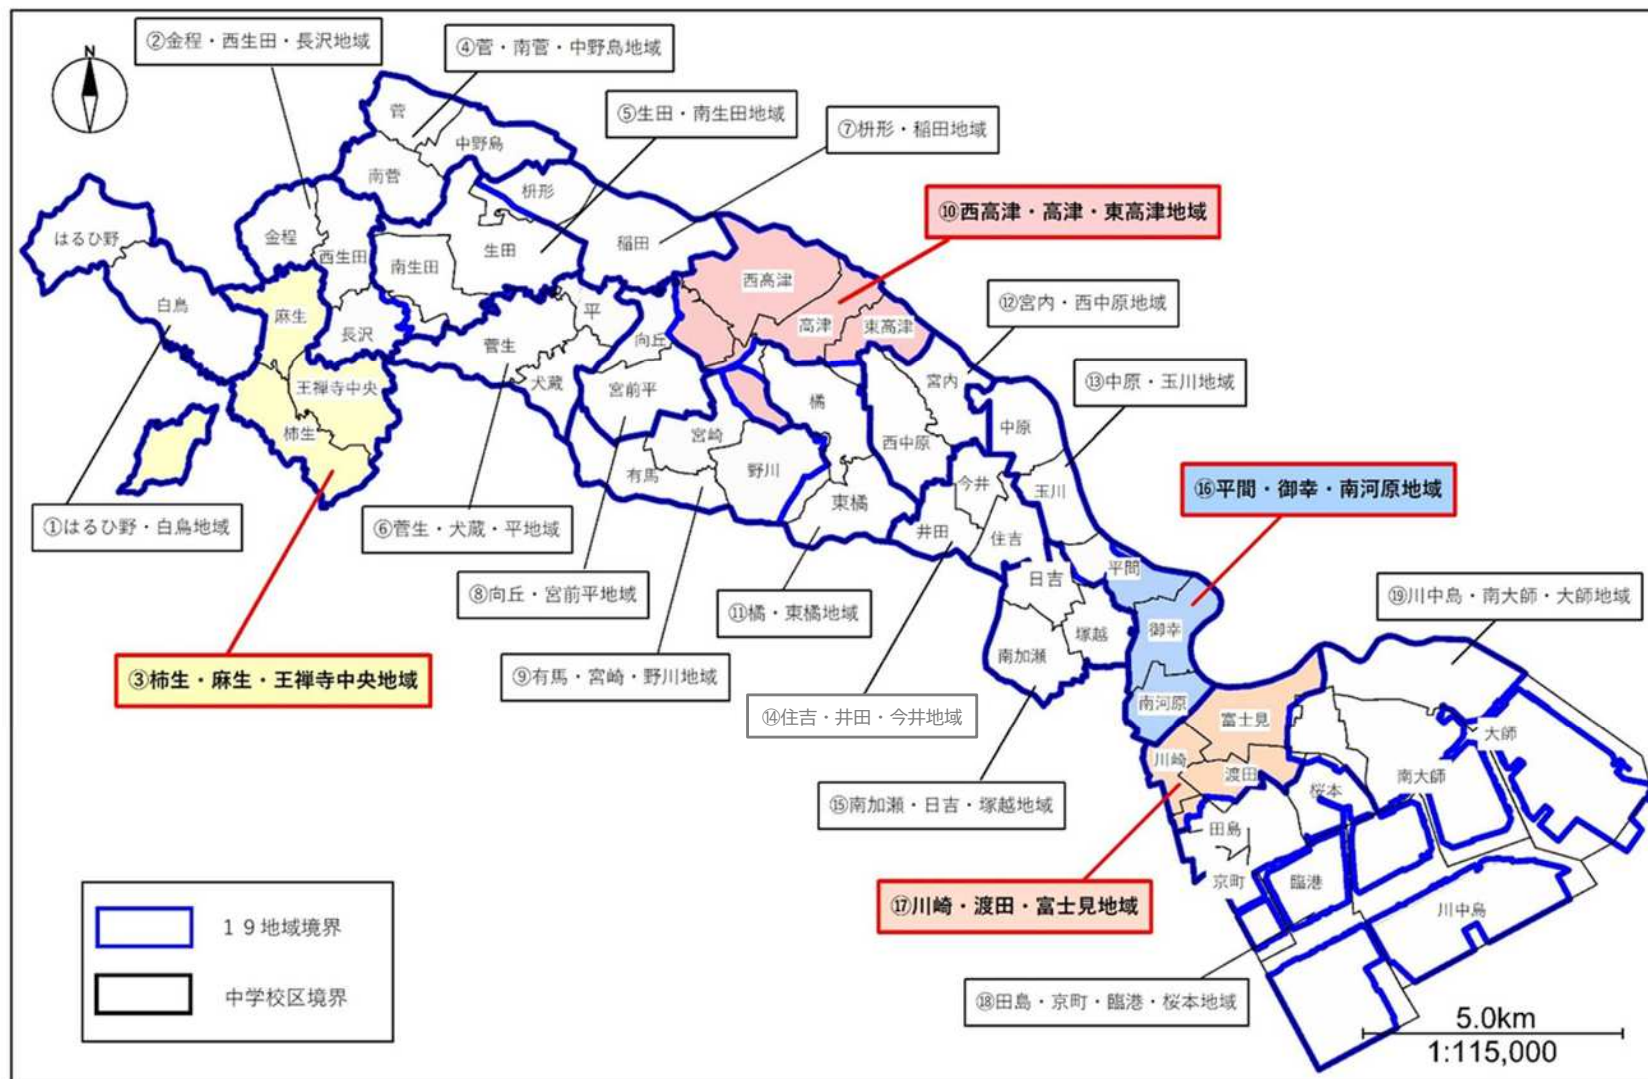 ②金程・西生田・長沢地域
④菅・南菅・中野島地域
⑤生田・南生田地域
⑦枡形・稲田地域
N
菅
中野島
南菅
枡形
⑩西高津・高津・東高津地域
はるひ野
金程
西生田
南生田
生田
稲田
西高津
⑫宮内・西中原地域
白鳥
麻生
長沢
菅生
平
向丘
高津
東高津
王禅寺中央
犬蔵
宮前平
橘
宮内
⑬中原・玉川地域
柿生
宮崎
西中原
中原
有馬
野川
今井
玉川
⑯平間・御幸・南河原地域
①はるひ野・白鳥地域
⑥菅生・犬蔵・平地域
東橘
井田
住吉
⑧向丘・宮前平地域
日吉
平間
⑪橘・東橘地域
⑲川中島・南大師・大師地域
塚越
御幸
南加瀬
③柿生・麻生・王禅寺中央地域
⑨有馬・宮崎・野川地域
⑭住吉・井田・今井地域
南河原
富士見
大師
川崎
渡田
南大師
⑮南加瀬・日吉・塚越地域
桜本
田島
京町
臨港
⑰川崎・渡田・富士見地域
川中島
19地域境界
中学校区境界
⑱田島・京町・臨港・桜本地域
5.0km
1:115,000